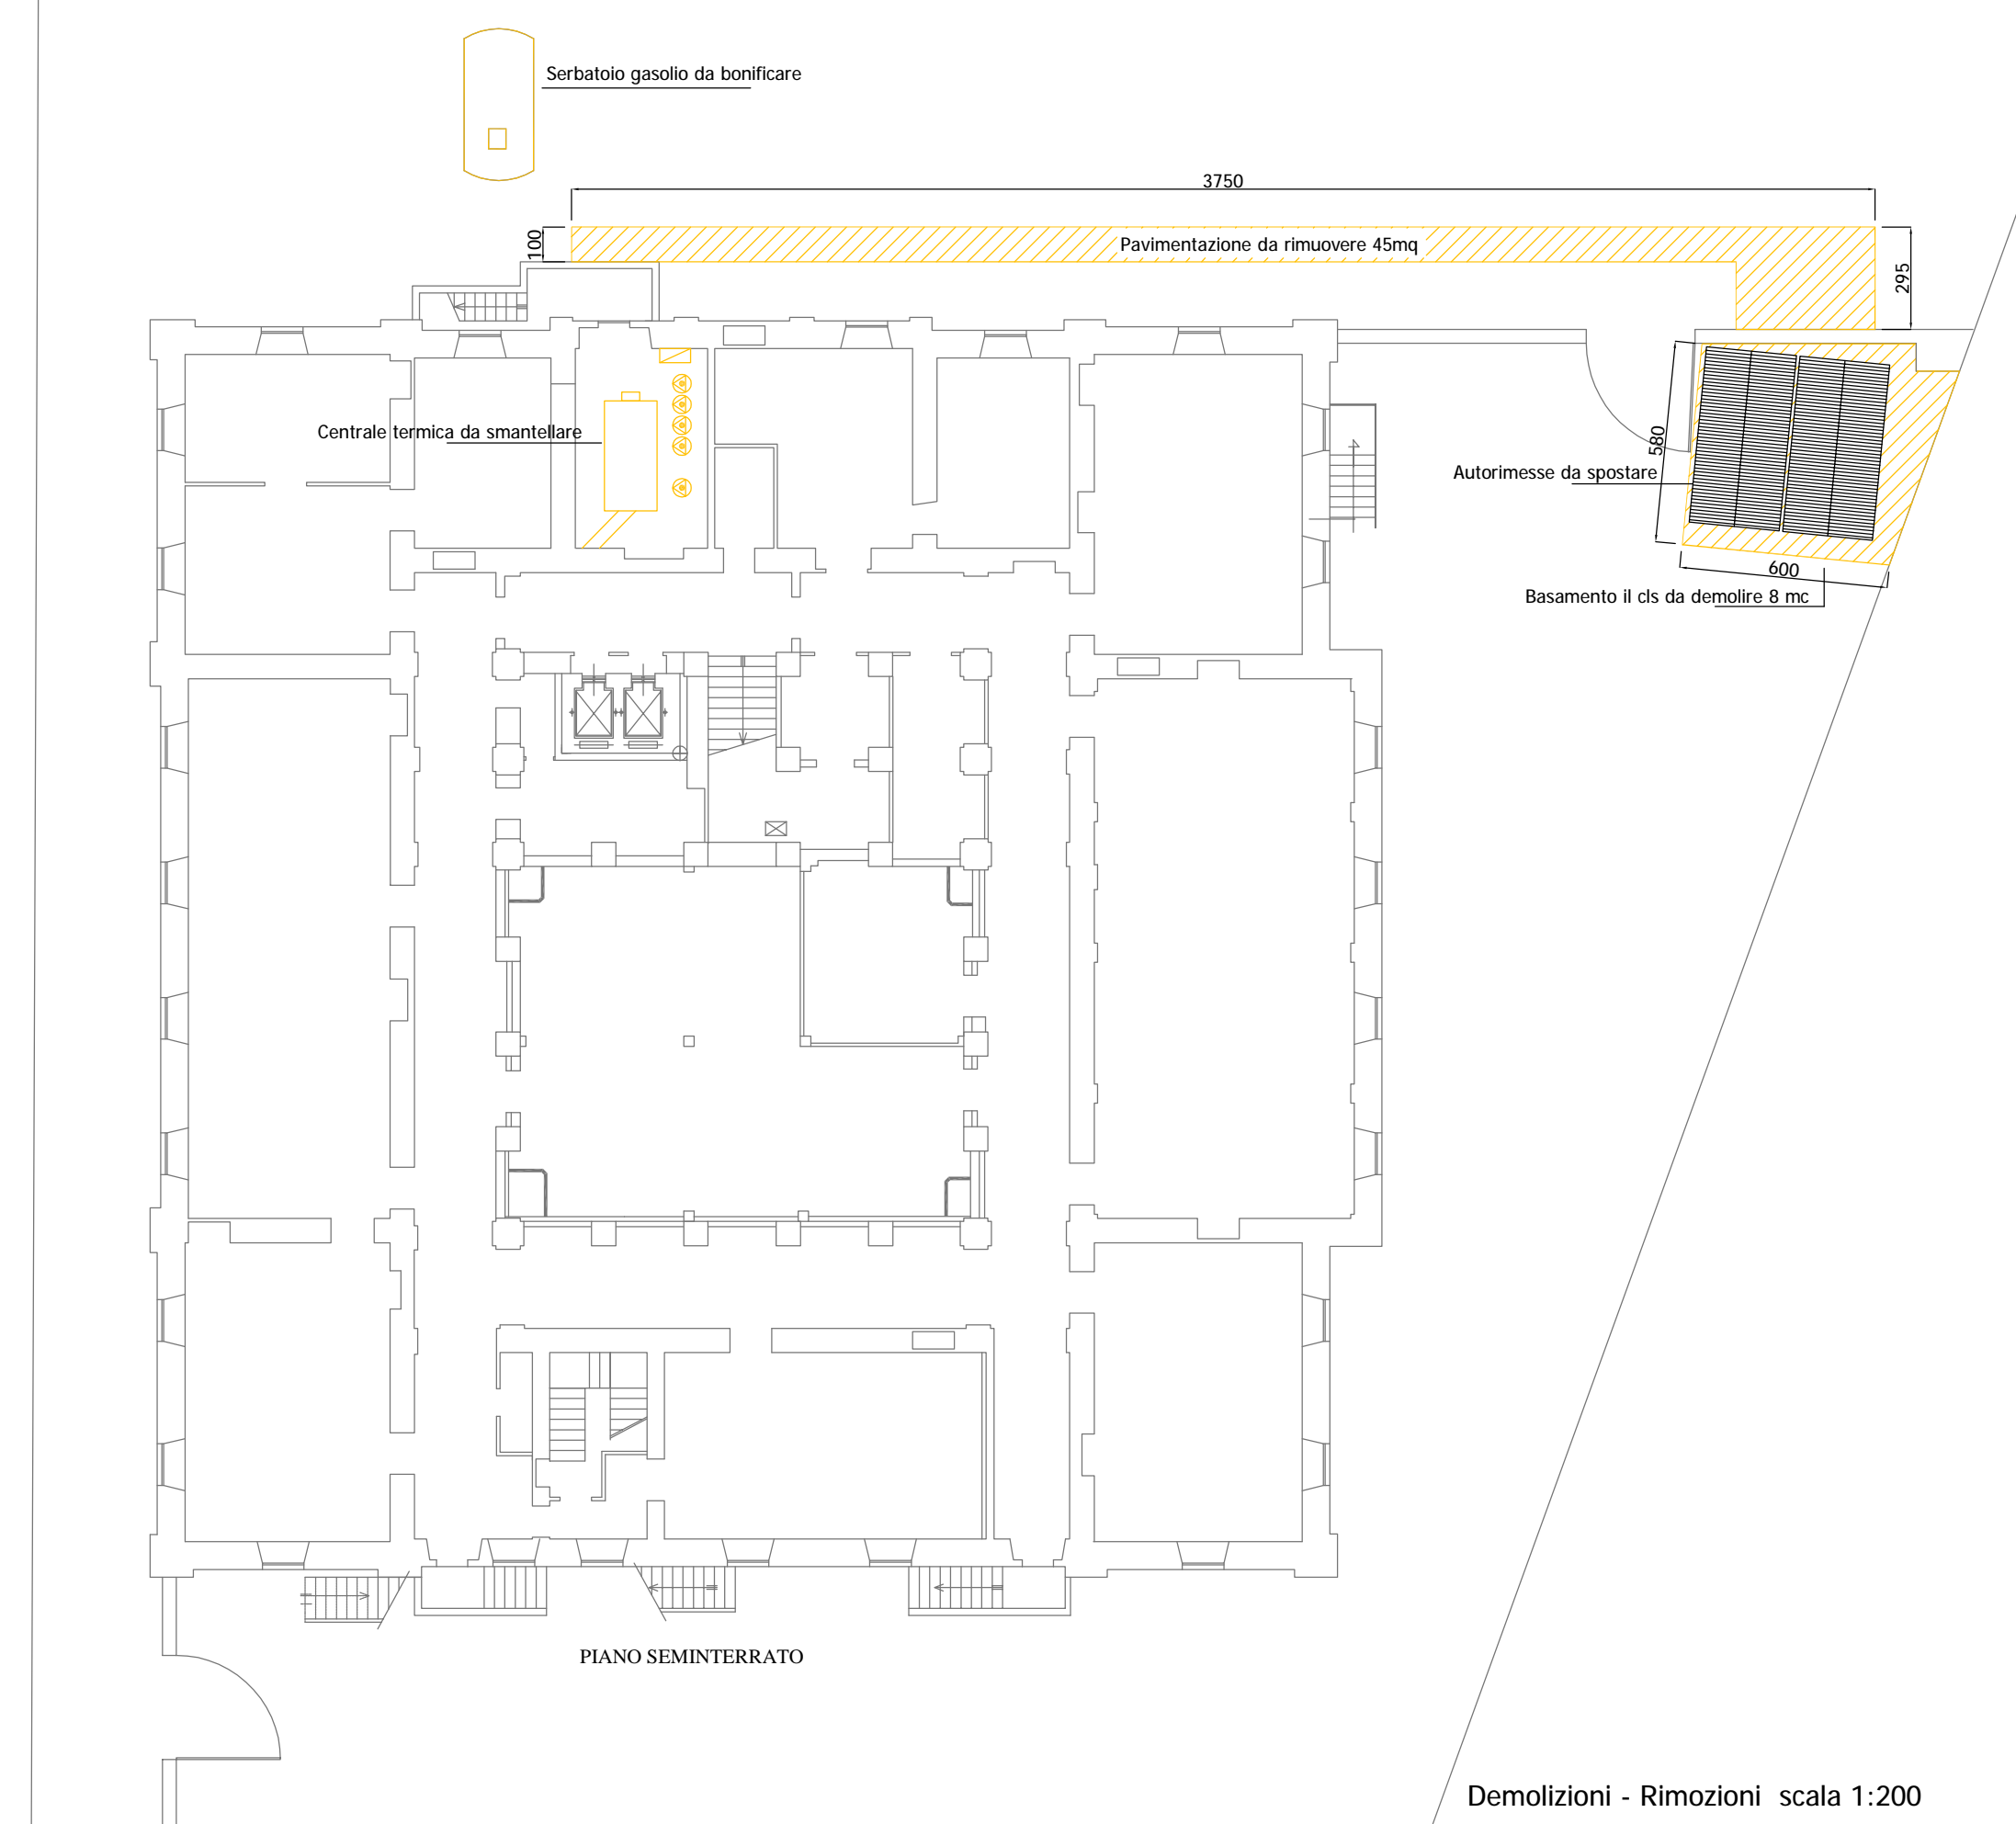 Serbatoio gasolio da bonificare
3750
100
Pavimentazione da rimuovere 45mq
295
Centrale termica da smantellare
580
Autorimesse da spostare
600
Basamento il cls da demolire 8 mc
PIANO SEMINTERRATO
Demolizioni - Rimozioni scala 1:200